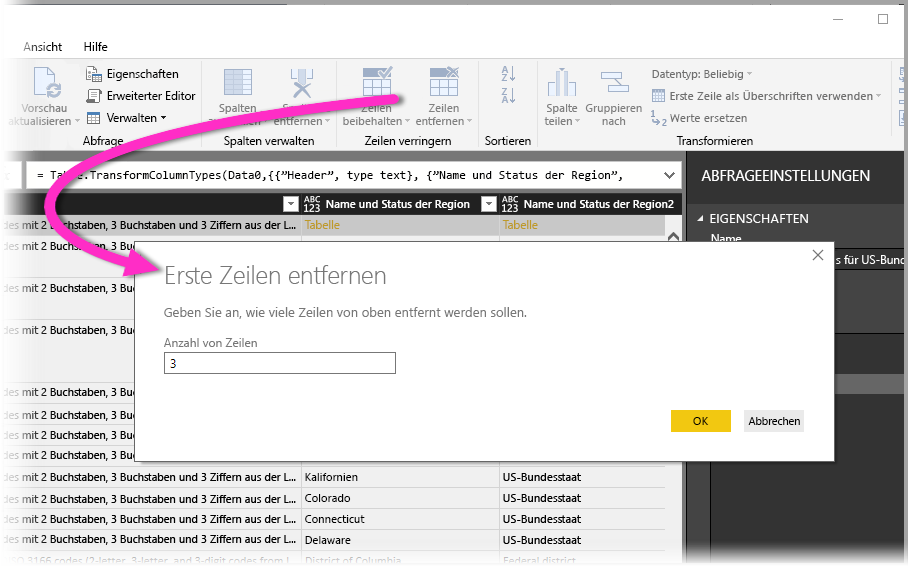 Ansicht Hilfe
Vorschau
aktualisieren
Eigenschaften
Erweiterter Editor
Verwalten
Abfrage
Spalten
entfernen
Spalten verwalten
Zeilen
beibehalten
Zeilen
entfernen
Zeilen verringern
A
Z
Z
A
Sortieren
Spalte
teilen
Gruppieren
nach
Datentyp: Beliebig
Erste Zeile als Überschriften verwenden
1
2
Werte ersetzen
Transformieren
= Table.TransformColumnTypes(Data0,{{"Header", type text}, {"Name und Status der Region",
ABFRAGEEINSTELLUNGEN
ABC
123
Name und Status der Region
ABC
123
Name und Status der Region2
EIGENSCHAFTEN
Name
des mit 2 Buchstaben, 3 Buchstaben und 3 Ziffern aus der L... Tabelle Tabelle
des mit 2 Buchstaben, 3 Bu
s für US-Bund
Erste Zeilen entfernen
Geben Sie an, wie viele Zeilen von oben entfernt werden sollen.
Anzahl von Zeilen
3
OK Abbrechen
des mit 2 Buchstaben, 3 Bu
des mit 2 Buchstaben, 3 Bu
des mit 2 Buchstaben, 3 Bu
des mit 2 Buchstaben, 3 Bu
des mit 2 Buchstaben, 3 Bu
des mit 2 Buchstaben, 3 Bu
des mit 2 Buchstaben, 3 Buchstaben und 3 Ziffern aus der L... Kalifornien US-Bundesstaat
des mit 2 Buchstaben, 3 Buchstaben und 3 Ziffern aus der L... Colorado US-Bundesstaat
des mit 2 Buchstaben, 3 Buchstaben und 3 Ziffern aus der L... Connecticut US-Bundesstaat
des mit 2 Buchstaben, 3 Buchstaben und 3 Ziffern aus der L... Delaware US-Bundesstaat
ISO 3166 codes (2-letter, 3-letter, and 3-digit codes from I... District of Columbia Federal district